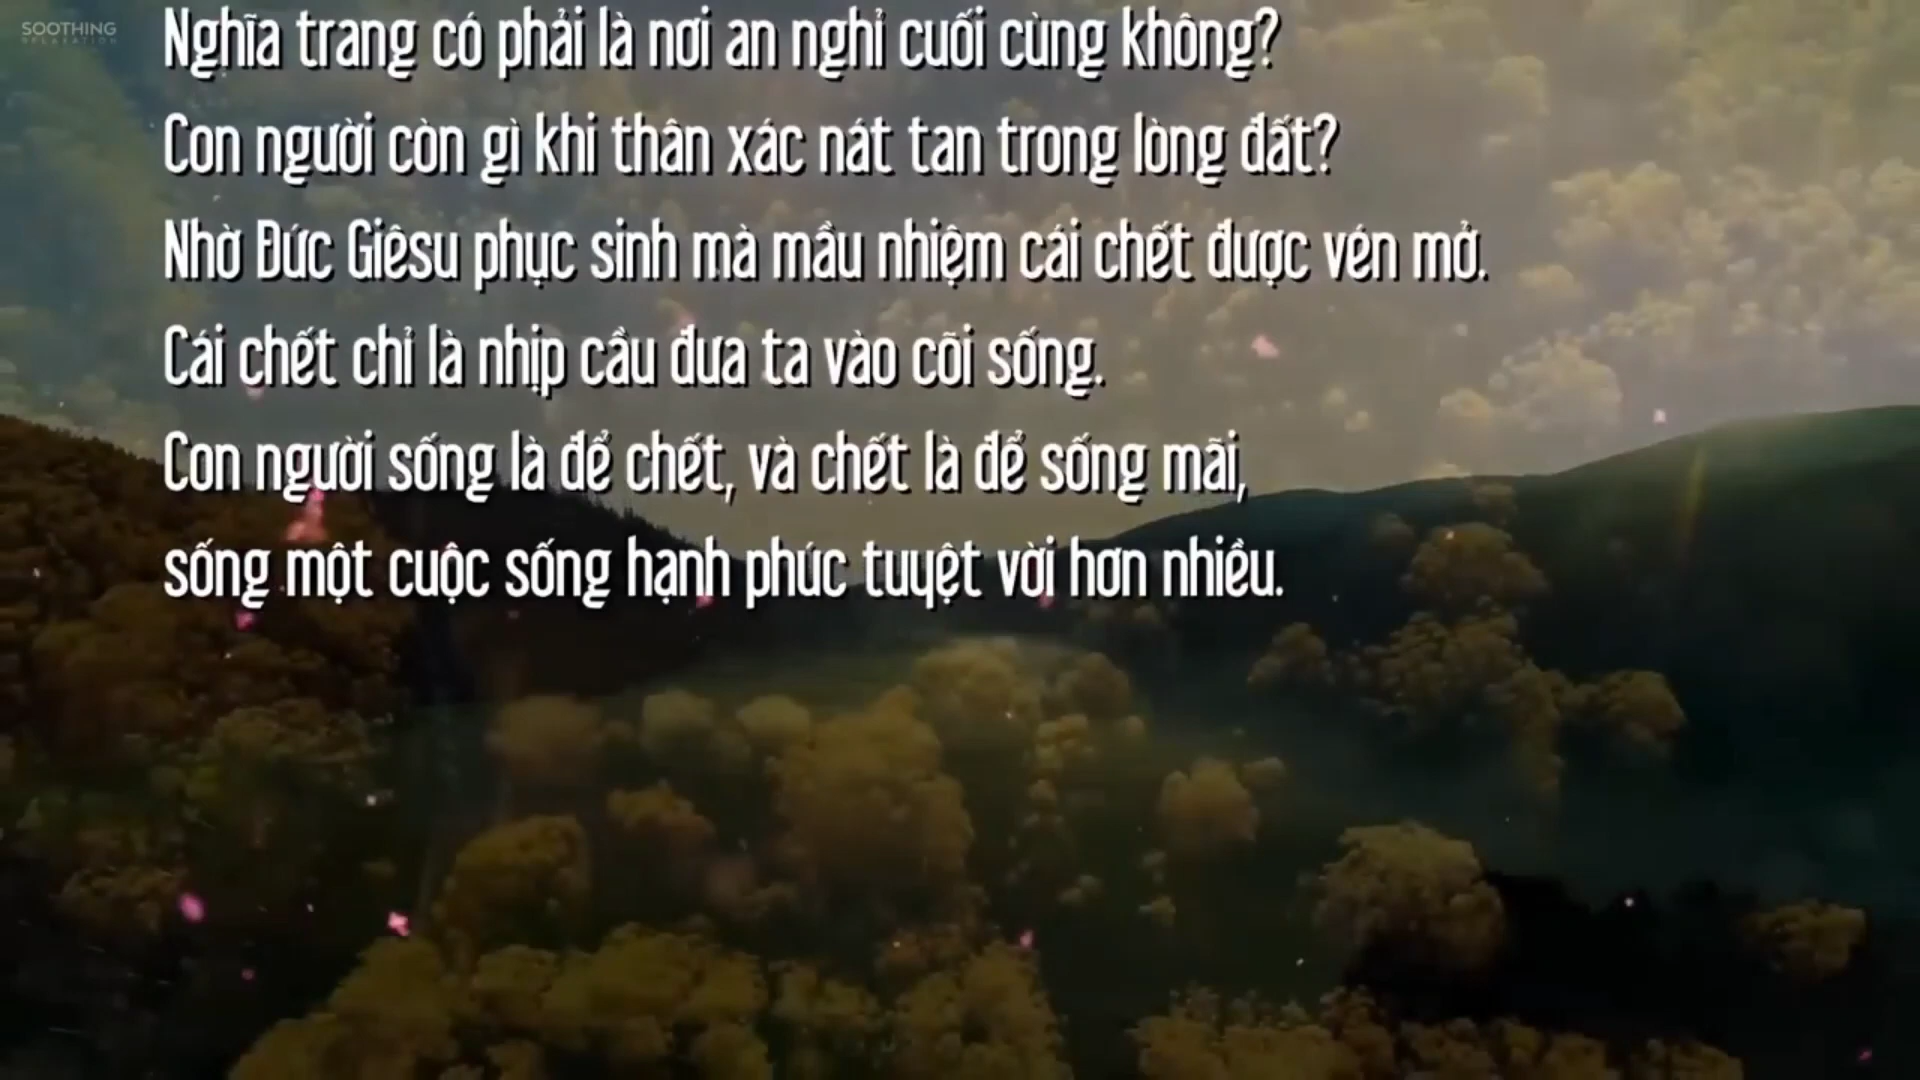 SOOTHING
RELAXATION
Nghĩa trang có phải là nơi an nghỉ cuối cùng không?
Con người còn gì khi thân xác nát tan trong lòng đất?
Nhờ Đức Giêsu phục sinh mà mầu nhiệm cái chết được vén mở.
Cái chết chỉ là nhịp cầu đưa ta vào cõi sống.
Con người sống là để chết, và chết là để sống mãi,
sống một cuộc sống hạnh phúc tuyệt vời hơn nhiều.